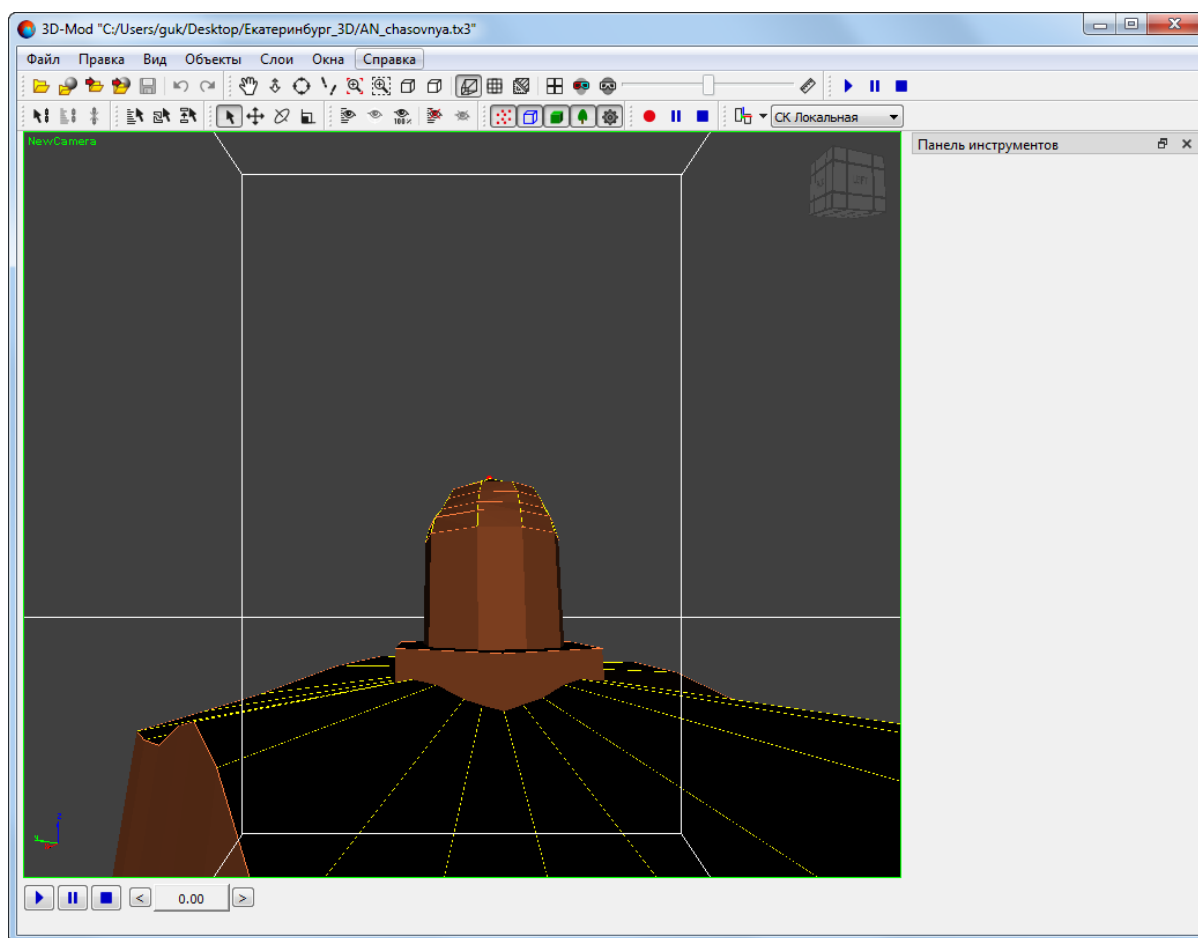 3D-Mod "C:/Users/guk/Desktop/Екатеринбург_3D/AN_chasovnya.tx3"
Файл Правка Вид Объекты Слои Окна Справка
100%
СК Локальная
NewCamera
Панель инструментов
z
0.00